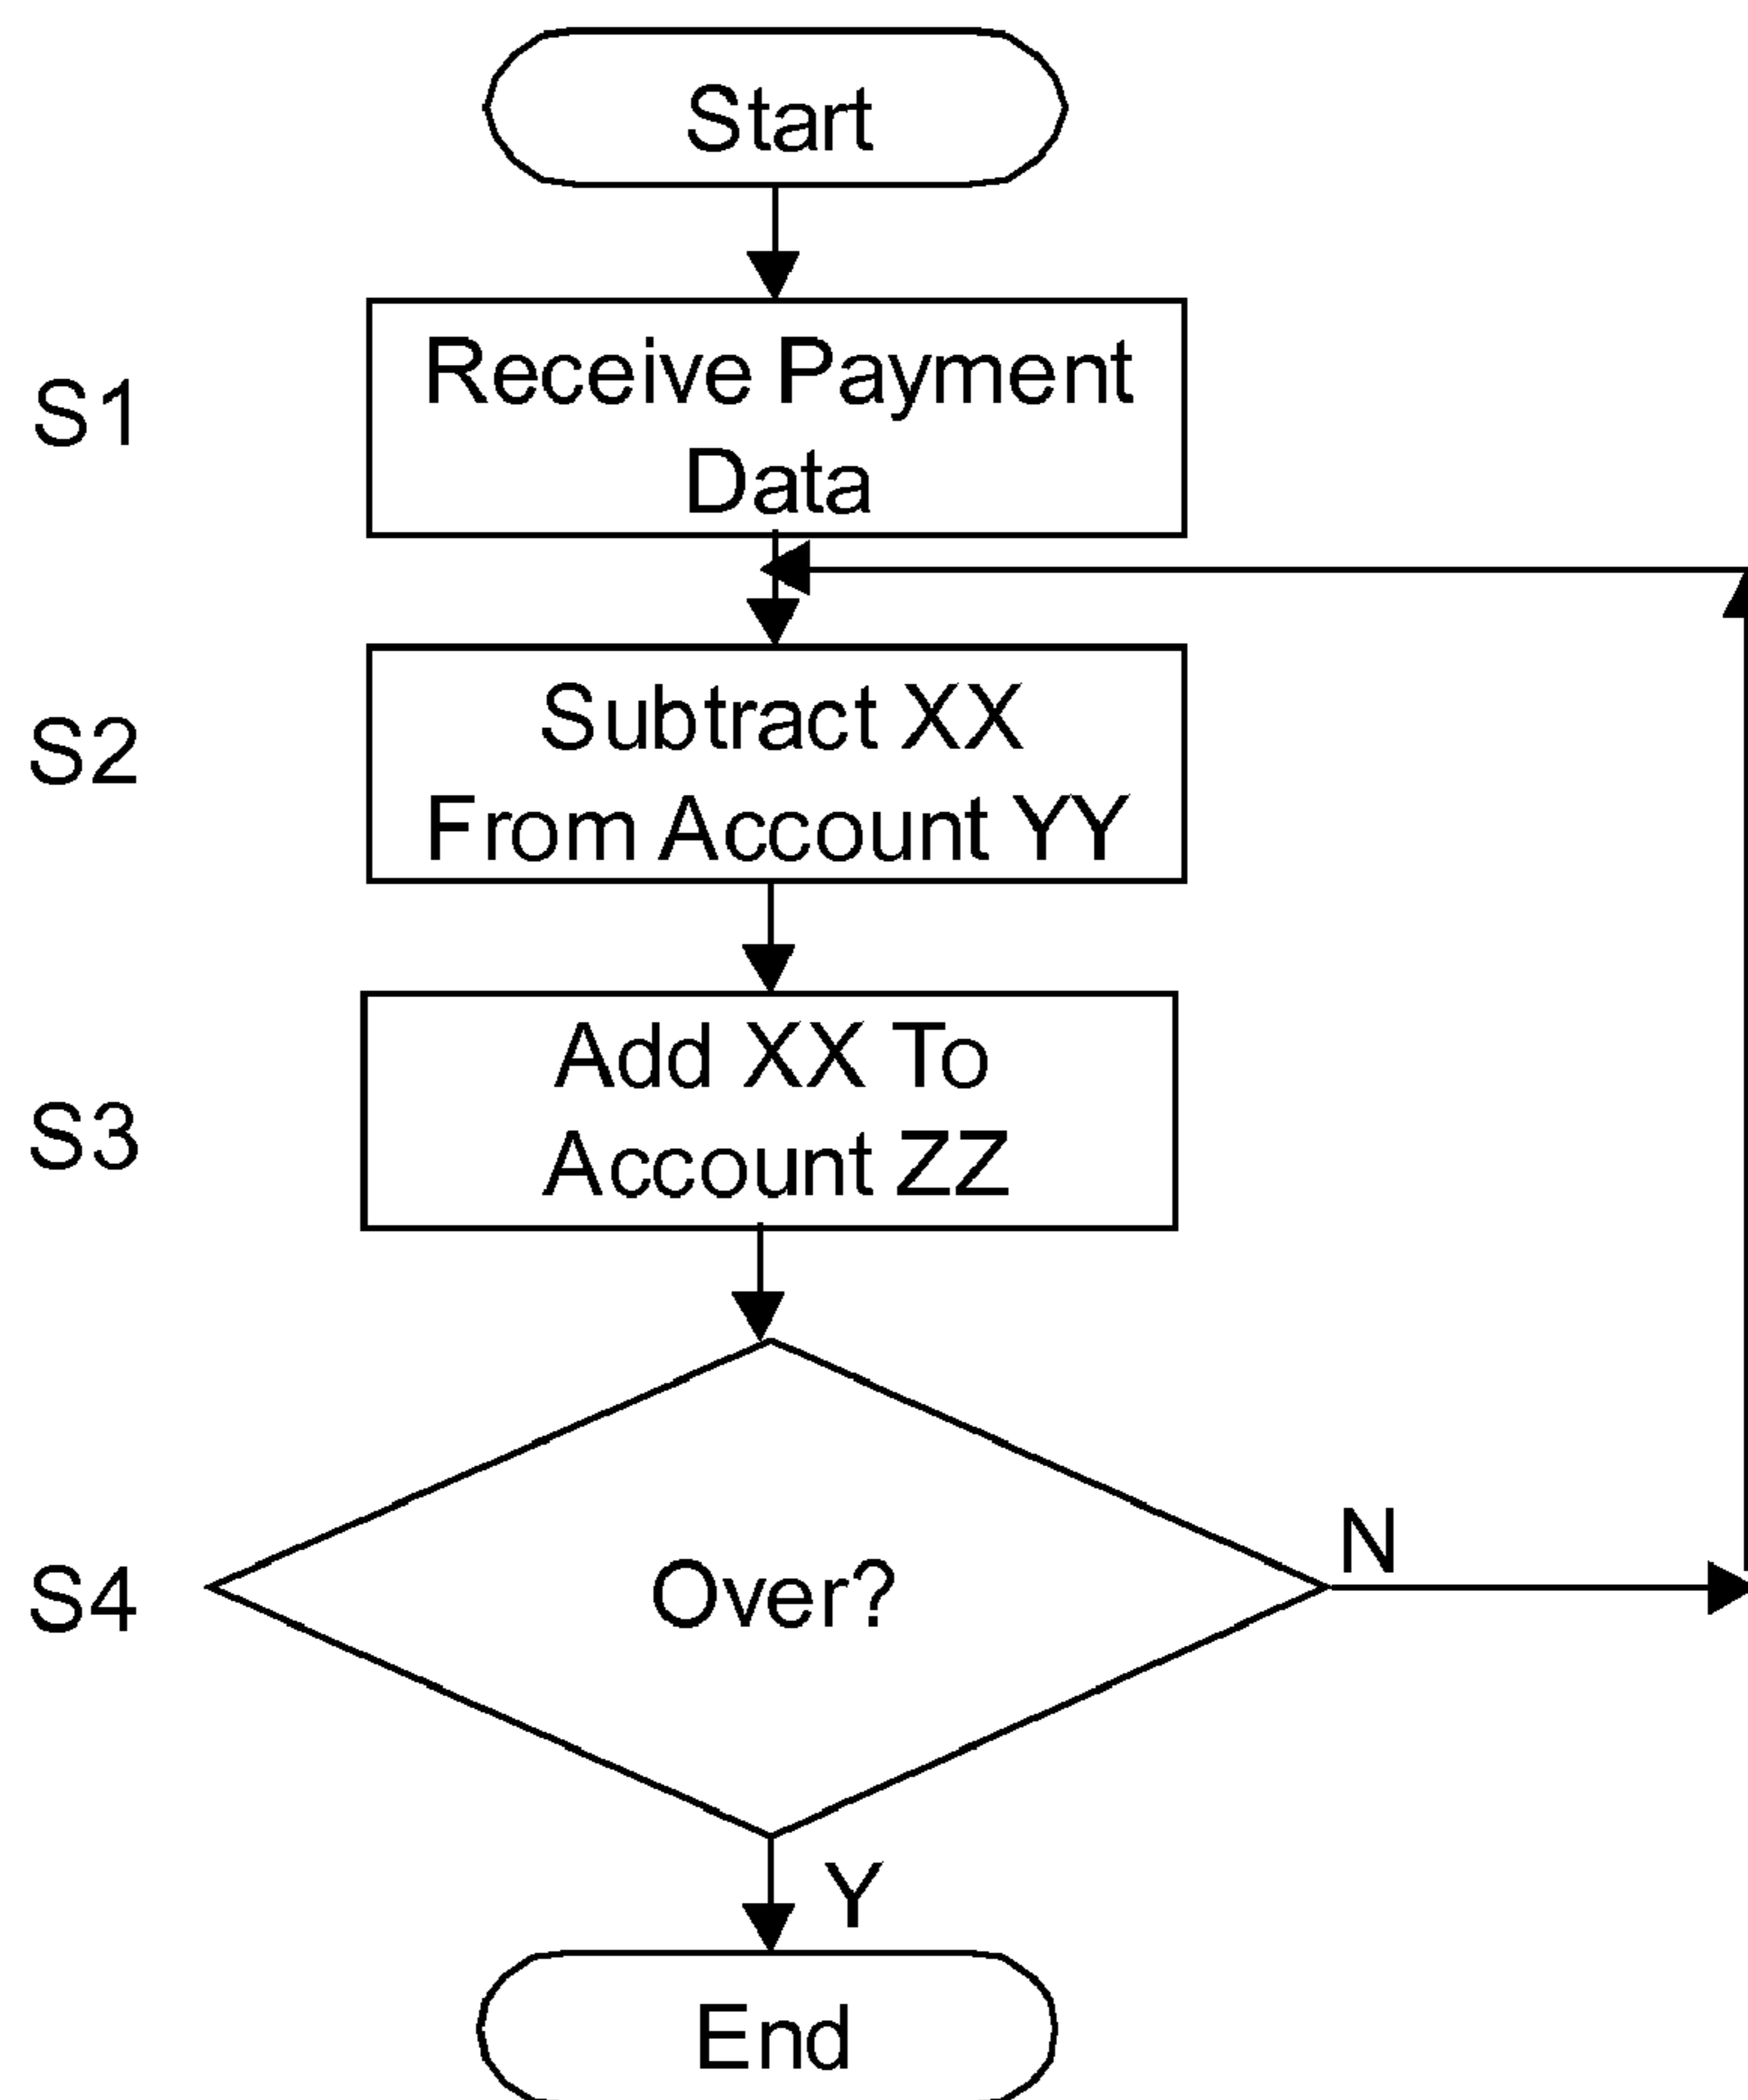 Start
S1
Receive Payment
Data
S2
Subtract XX
From Account YY
S3
Add XX To
Account ZZ
S4
Over?
N
Y
End